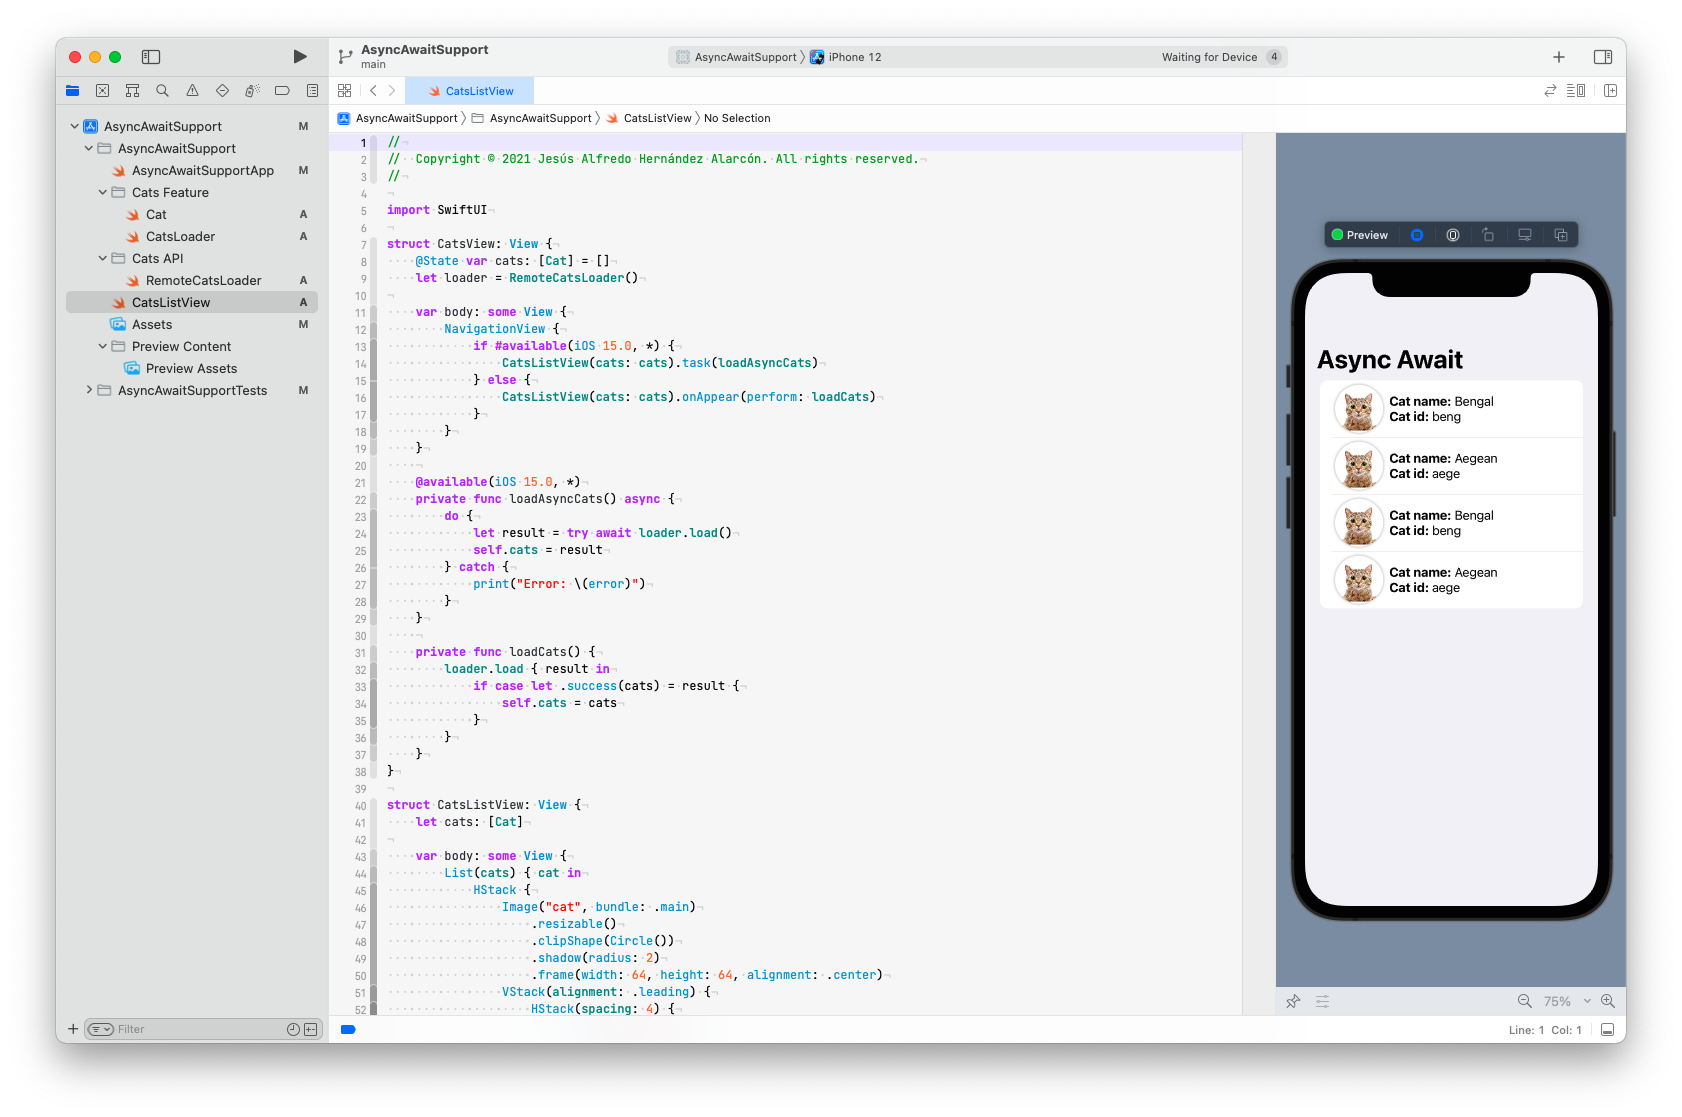 AsyncAwaitSupport
main
AsyncAwaitSupport
iPhone 12
Waiting for Device
4
CatsListView
AsyncAwaitSupport
AsyncAwaitSupport
CatsListView
No Selection
AsyncAwaitSupport M
AsyncAwaitSupport
AsyncAwaitSupportApp M
Cats Feature
Cat A
CatsLoader A
Cats API
RemoteCatsLoader A
CatsListView A
Assets M
Preview Content
Preview Assets
AsyncAwaitSupportTests M
Filter
1 //
2 //  Copyright © 2021 Jesús Alfredo Hernández Alarcón. All rights reserved.
3 //
4
5 import SwiftUI
6
7 struct CatsView: View {
8     @State var cats: [Cat] = []
9     let loader = RemoteCatsLoader()
10
11     var body: some View {
12         NavigationView {
13             if #available(iOS 15.0, *) {
14                 CatsListView(cats: cats).task(loadAsyncCats)
15             } else {
16                 CatsListView(cats: cats).onAppear(perform: loadCats)
17             }
18         }
19     }
20
21     @available(iOS 15.0, *)
22     private func loadAsyncCats() async {
23         do {
24             let result = try await loader.load()
25             self.cats = result
26         } catch {
27             print("Error: \(error)")
28         }
29     }
30
31     private func loadCats() {
32         loader.load { result in
33             if case let .success(cats) = result {
34                 self.cats = cats
35             }
36         }
37     }
38 }
39
40 struct CatsListView: View {
41     let cats: [Cat]
42
43     var body: some View {
44         List(cats) { cat in
45             HStack {
46                 Image("cat", bundle: .main)
47                     .resizable()
48                     .clipShape(Circle())
49                     .shadow(radius: 2)
50                     .frame(width: 64, height: 64, alignment: .center)
51                 VStack(alignment: .leading) {
52                     HStack(spacing: 4) {
Preview
Async Await
Cat name: Bengal
Cat id: beng
Cat name: Aegean
Cat id: aege
Cat name: Bengal
Cat id: beng
Cat name: Aegean
Cat id: aege
75%
Line: 1 Col: 1